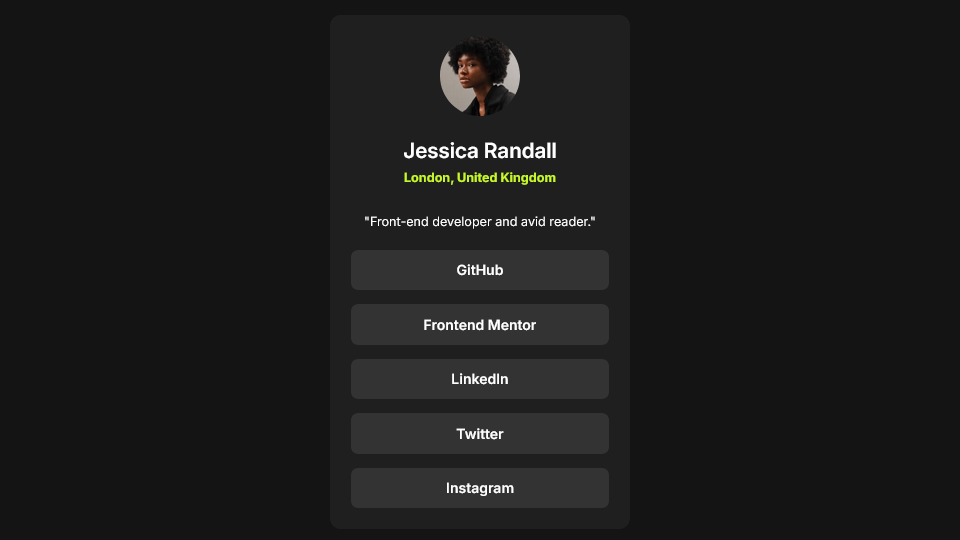 Jessica Randall
London, United Kingdom
"Front-end developer and avid reader."
GitHub
Frontend Mentor
LinkedIn
Twitter
Instagram